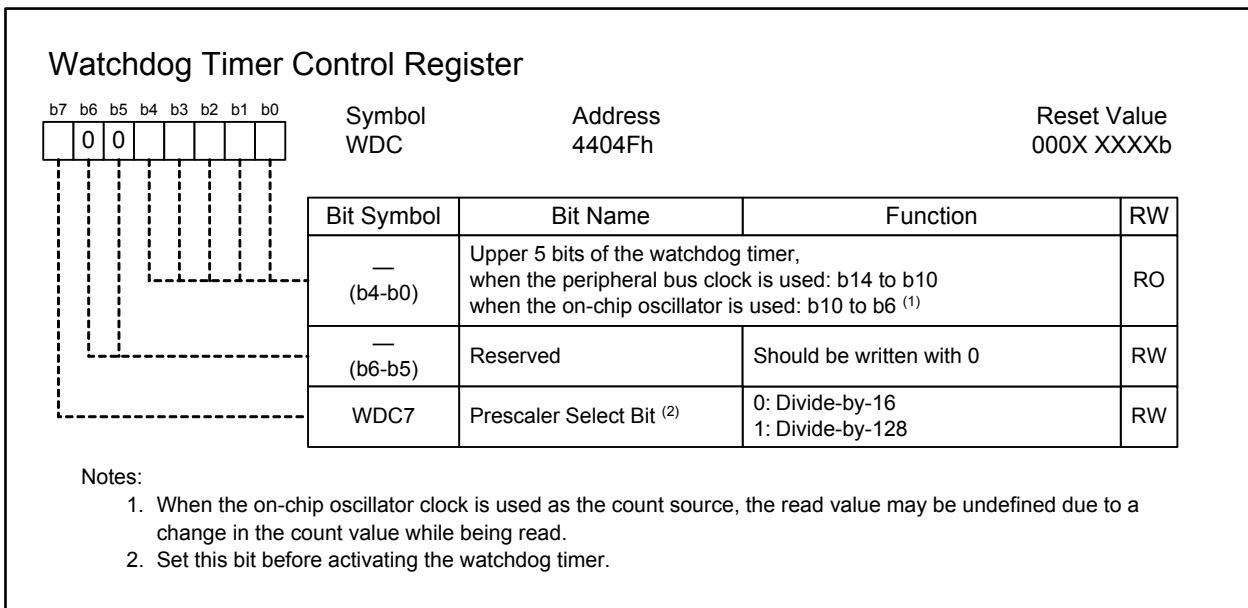 Watchdog Timer Control Register
b7 b6 b5 b4 b3 b2 b1 b0
0 0
Symbol Address Reset Value
WDC 4404Fh 000X XXXXb
Bit Symbol Bit Name Function RW
— (b4-b0)
Upper 5 bits of the watchdog timer,
when the peripheral bus clock is used: b14 to b10
when the on-chip oscillator is used: b10 to b6 (1)
RO
— (b6-b5)
Reserved Should be written with 0 RW
WDC7 Prescaler Select Bit (2)
0: Divide-by-16
1: Divide-by-128
RW
Notes:
1. When the on-chip oscillator clock is used as the count source, the read value may be undefined due to a
change in the count value while being read.
2. Set this bit before activating the watchdog timer.